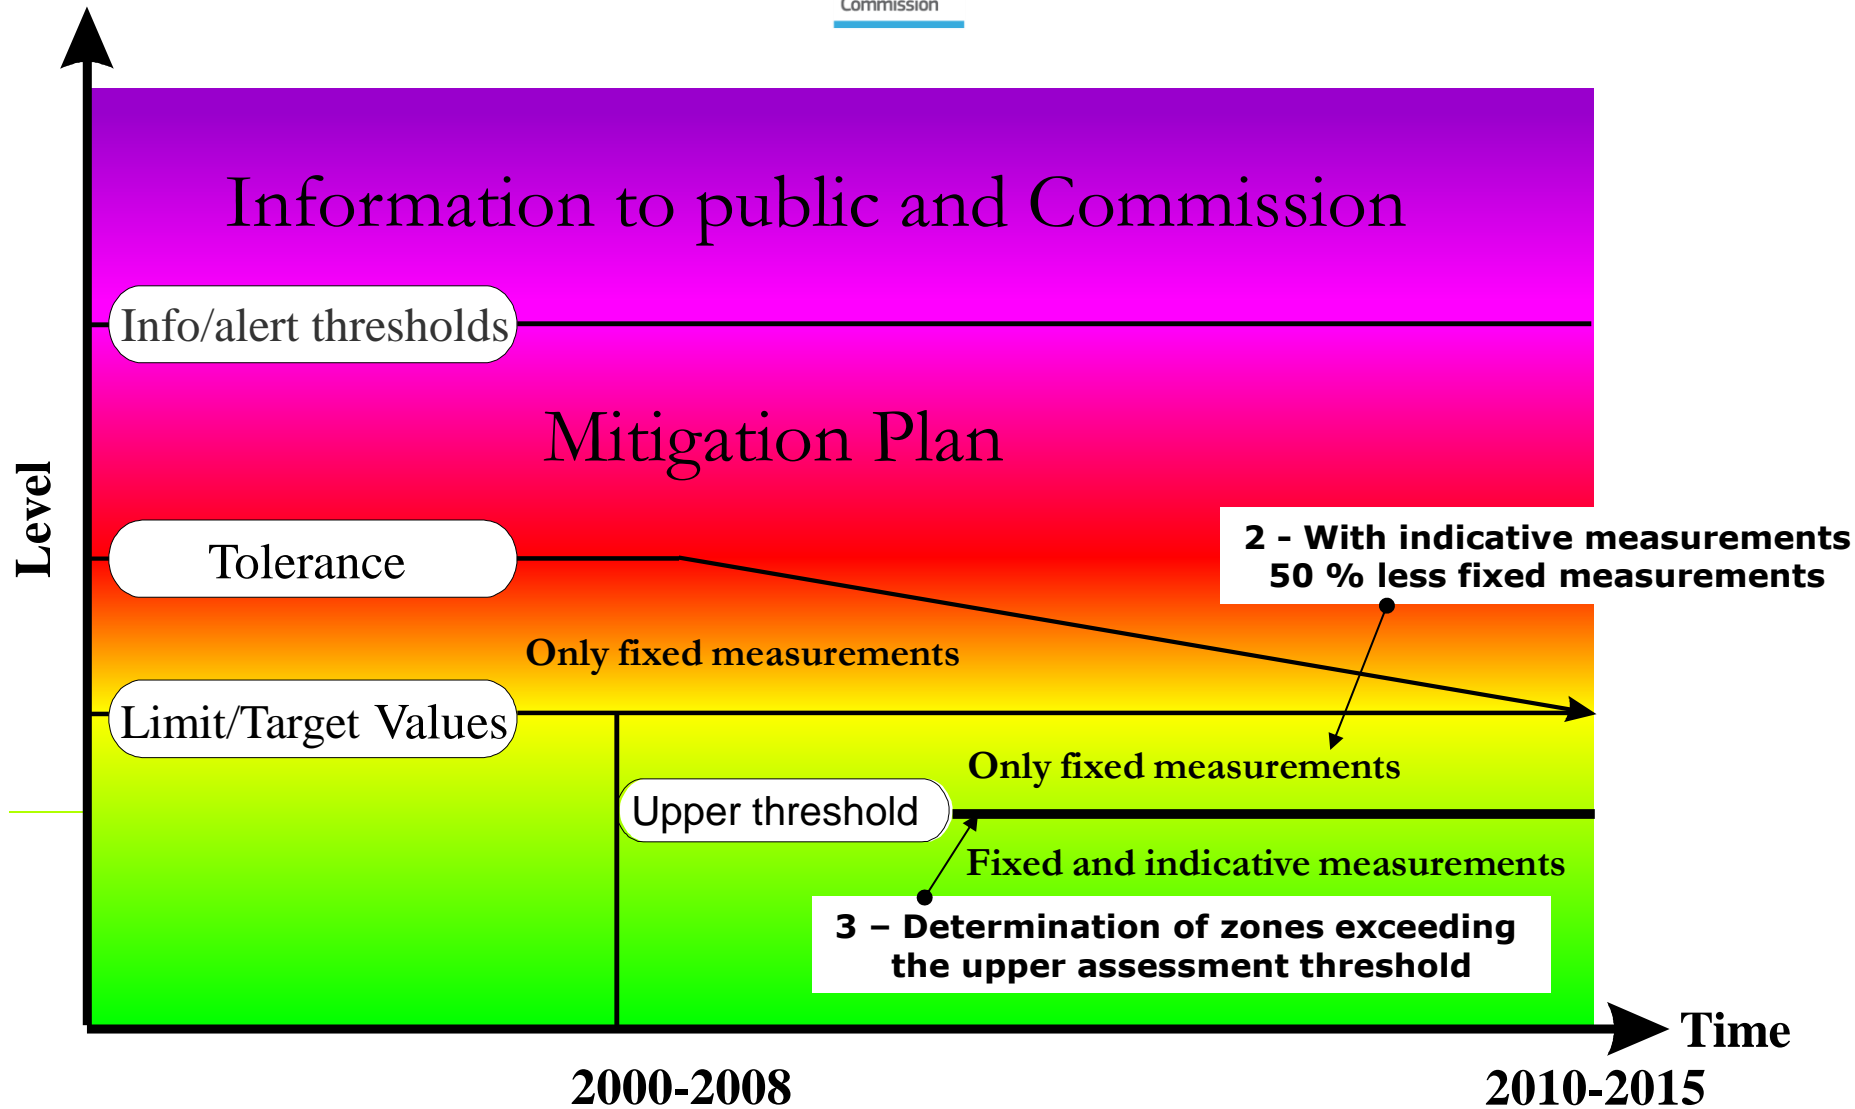 Commission
Information to public and Commission
Info/alert thresholds
Mitigation Plan
Level
Tolerance
2 - With indicative measurements
50 % less fixed measurements
Only fixed measurements
Limit/Target Values
Only fixed measurements
Upper threshold
Fixed and indicative measurements
3 – Determination of zones exceeding
the upper assessment threshold
Time
2000-2008
2010-2015